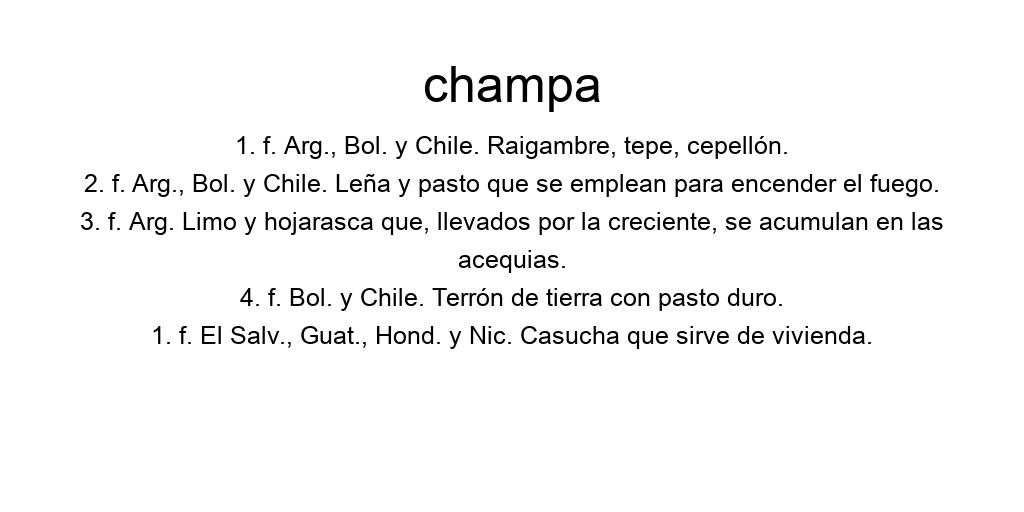 champa
1. f. Arg., Bol. y Chile. Raigambre, tepe, cepellón.
2. f. Arg., Bol. y Chile. Leña y pasto que se emplean para encender el fuego.
3. f. Arg. Limo y hojarasca que, llevados por la creciente, se acumulan en las
acequias.
4. f. Bol. y Chile. Terrón de tierra con pasto duro.
1. f. El Salv., Guat., Hond. y Nic. Casucha que sirve de vivienda.